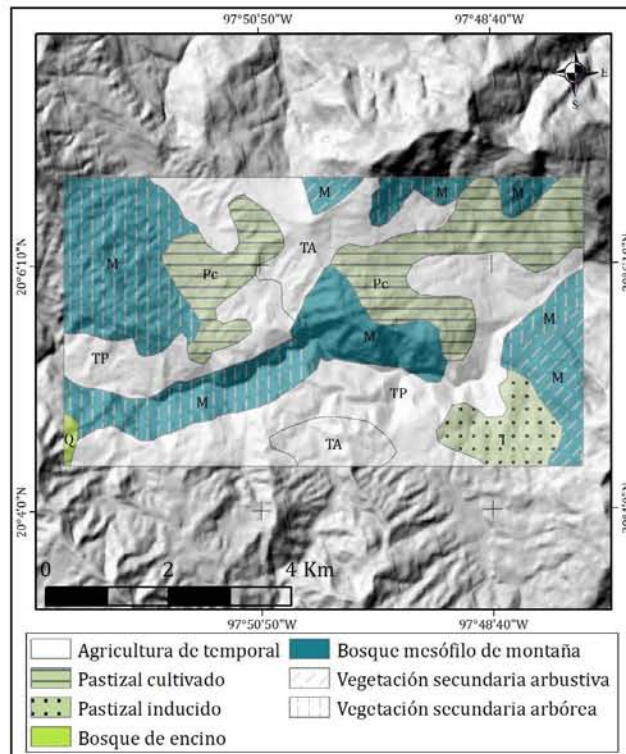 97°50'50"W 97°48'40"W
E
S
M M M
TA
M
20°6'10"N 20°6'10"N
Pc Pc
M
M
TP
M
TP
M
Q
TA
I
20°4'0"N 20°4'0"N
0 2 4 Km
97°50'50"W 97°48'40"W
Agricultura de temporal Bosque mesófilo de montaña
Pastizal cultivado Vegetación secundaria arbustiva
Pastizal inducido Vegetación secundaria arbórea
Bosque de encino